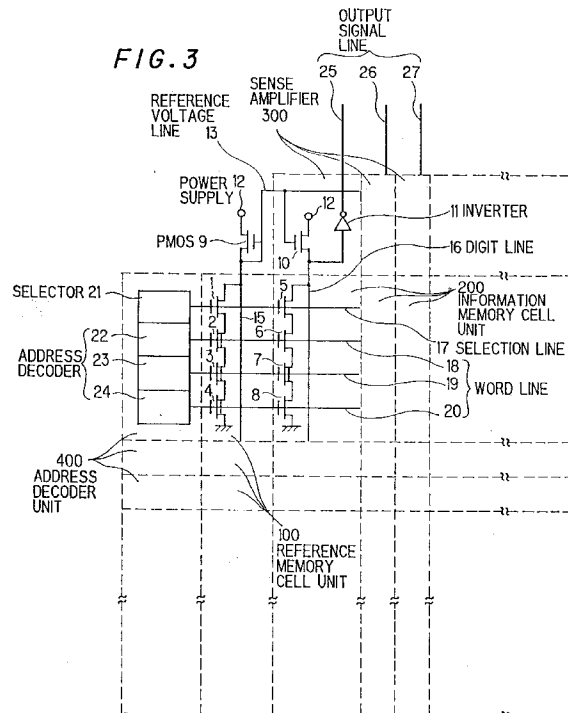 FIG.3
OUTPUT
SIGNAL
LINE
25 26 27
SENSE
AMPLIFIER
300
REFERENCE
VOLTAGE
LINE 13
POWER 12
SUPPLY
12
PMOS 9
10
11 INVERTER
16 DIGIT LINE
SELECTOR 21
1
5
15
200
INFORMATION
MEMORY CELL
UNIT
17 SELECTION LINE
22
2
6
18
ADDRESS
DECODER
23
3
7
19
WORD LINE
24
4
8
20
400
ADDRESS
DECODER
UNIT
100
REFERENCE
MEMORY
CELL UNIT